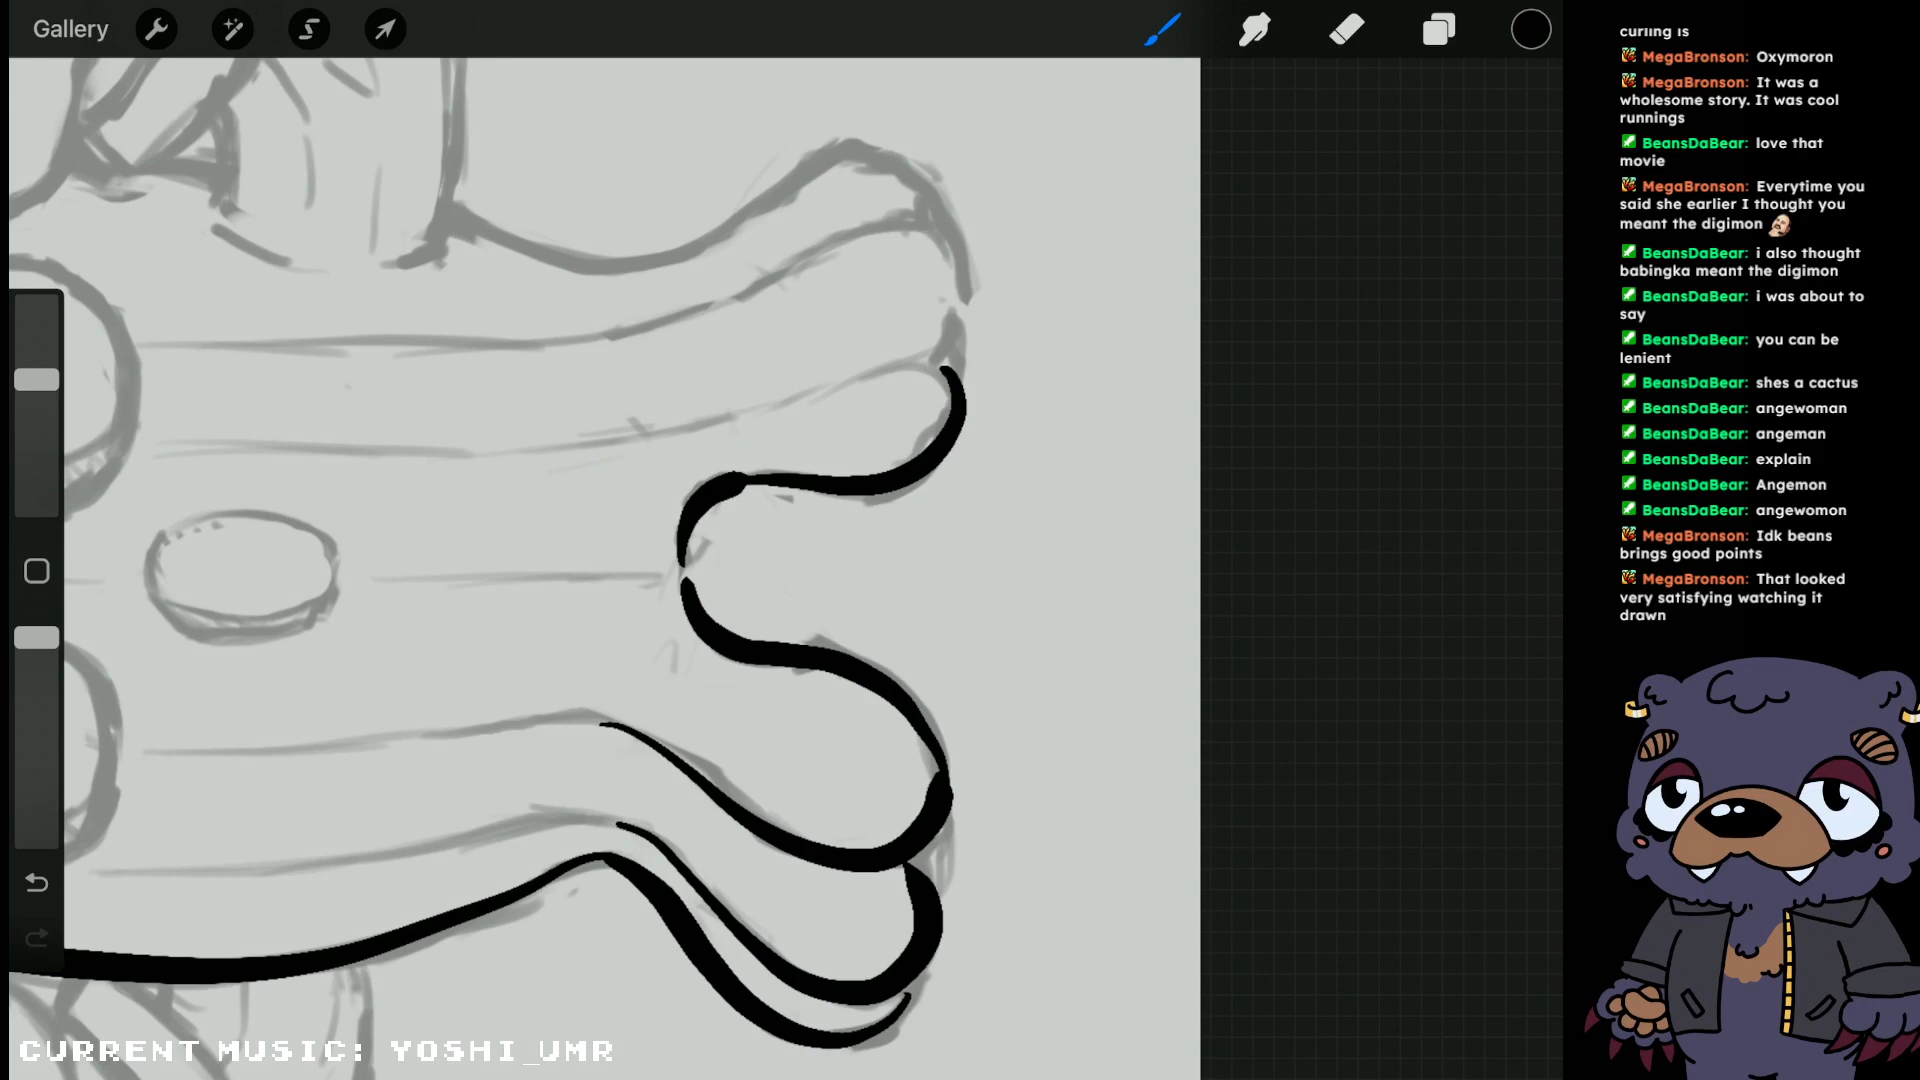 Gallery
curling is
MegaBronson: Oxymoron
MegaBronson: It was a
wholesome story. It was cool
runnings
BeansDaBear: love that
movie
MegaBronson: Everytime you
said she earlier I thought you
meant the digimon
BeansDaBear: i also thought
babingka meant the digimon
BeansDaBear: i was about to
say
BeansDaBear: you can be
lenient
BeansDaBear: shes a cactus
BeansDaBear: angewoman
BeansDaBear: angeman
BeansDaBear: explain
BeansDaBear: Angemon
BeansDaBear: angewomon
MegaBronson: Idk beans
brings good points
MegaBronson: That looked
very satisfying watching it
drawn
CURRENT MUSIC: YOSHI_UMR